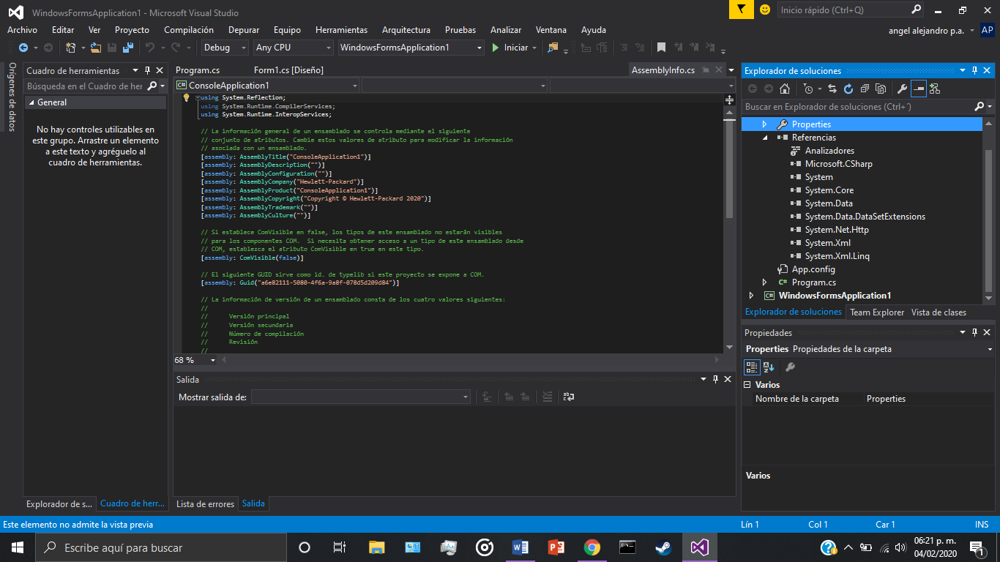 WindowsFormsApplication1 - Microsoft Visual Studio
Inicio rápido (Ctrl+Q)
Archivo Editar Ver Proyecto Compilación Depurar Equipo Herramientas Arquitectura Pruebas Analizar Ventana Ayuda
angel alejandro p.a. AP
Debug Any CPU WindowsFormsApplication1 Iniciar
Orígenes de datos
Cuadro de herramientas
Búsqueda en el Cuadro de her
General
No hay controles utilizables en
este grupo. Arrastre un elemento
a este texto y agréguelo al
cuadro de herramientas.
Explorador de s... Cuadro de herr...
Program.cs Form1.cs [Diseño] AssemblyInfo.cs
C# ConsoleApplication1
using System.Reflection;
using System.Runtime.CompilerServices;
using System.Runtime.InteropServices;
// La información general de un ensamblado se controla mediante el siguiente
// conjunto de atributos. Cambie estos valores de atributo para modificar la información
// asociada con un ensamblado.
[assembly: AssemblyTitle("ConsoleApplication1")]
[assembly: AssemblyDescription("")]
[assembly: AssemblyConfiguration("")]
[assembly: AssemblyCompany("Hewlett-Packard")]
[assembly: AssemblyProduct("ConsoleApplication1")]
[assembly: AssemblyCopyright("Copyright © Hewlett-Packard 2020")]
[assembly: AssemblyTrademark("")]
[assembly: AssemblyCulture("")]
// Si establece ComVisible en false, los tipos de este ensamblado no estarán visibles
// para los componentes COM.  Si necesita obtener acceso a un tipo de este ensamblado desde
// COM, establezca el atributo ComVisible en true en este tipo.
[assembly: ComVisible(false)]
// El siguiente GUID sirve como id. de typelib si este proyecto se expone a COM.
[assembly: Guid("a6e82111-5080-4f6a-9a8f-078d5d209d84")]
// La información de versión de un ensamblado consta de los cuatro valores siguientes:
//
//      Versión principal
//      Versión secundaria
//      Número de compilación
//      Revisión
//
68 %
Salida
Mostrar salida de:
Lista de errores Salida
Explorador de soluciones
Buscar en Explorador de soluciones (Ctrl+´)
Properties
Referencias
Analizadores
Microsoft.CSharp
System
System.Core
System.Data
System.Data.DataSetExtensions
System.Net.Http
System.Xml
System.Xml.Linq
App.config
C# Program.cs
C# WindowsFormsApplication1
Explorador de soluciones Team Explorer Vista de clases
Propiedades
Properties Propiedades de la carpeta
Varios
Nombre de la carpeta Properties
Varios
Este elemento no admite la vista previa Lín 1 Col 1 Car 1 INS
Escribe aquí para buscar
06:21 p. m.
04/02/2020
1